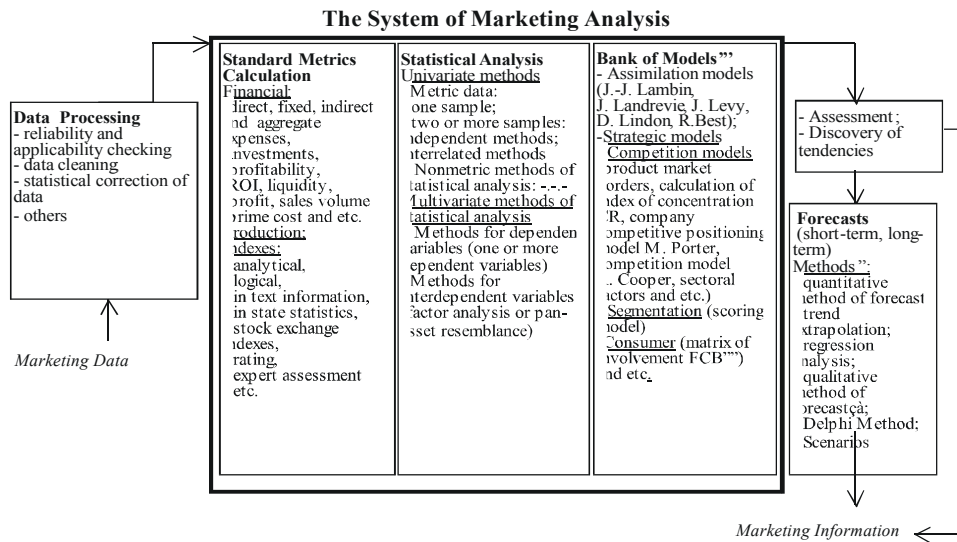 The System of Marketing Analysis
Data Processing
- reliability and
applicability checking
- data cleaning
- statistical correction of
data
- others
Marketing Data
Standard Metrics
Calculation
Financial:
direct, fixed, indirect
and aggregate
expenses,
investments,
profitability,
ROI, liquidity,
profit, sales volume
prime cost and etc.
production;
indexes;
analytical,
logical,
in text information,
in state statistics,
stock exchange
indexes,
rating,
expert assessment
etc.
Statistical Analysis
Univariate methods
Metric data:
one sample;
two or more samples:
independent methods;
interrelated methods
Nonmetric methods of
statistical analysis: -.-.-
Multivariate methods of
statistical analysis
Methods for dependen
variables (one or more
dependent variables)
Methods for
interdependent variables
factor analysis or pan-
sset resemblance)
Bank of Models””
- Assimilation models
(J.-J. Lambin,
J. Landrevie, J. Levy,
D. Lindon, R.Best);
-Strategic models
Competition models
product market
borders, calculation of
index of concentration
CR, company
competitive positioning
model M. Porter,
competition model
. Cooper, sectoral
factors and etc.)
Segmentation (scoring
model)
Consumer (matrix of
involvement FCB””)
and etc.
- Assessment;
- Discovery of
tendencies
Forecasts
(short-term, long-
term)
Methods”:
quantitative
method of forecast
trend
extrapolation;
regression
analysis;
qualitative
method of
forecastçà;
Delphi Method;
Scenarios
Marketing Information